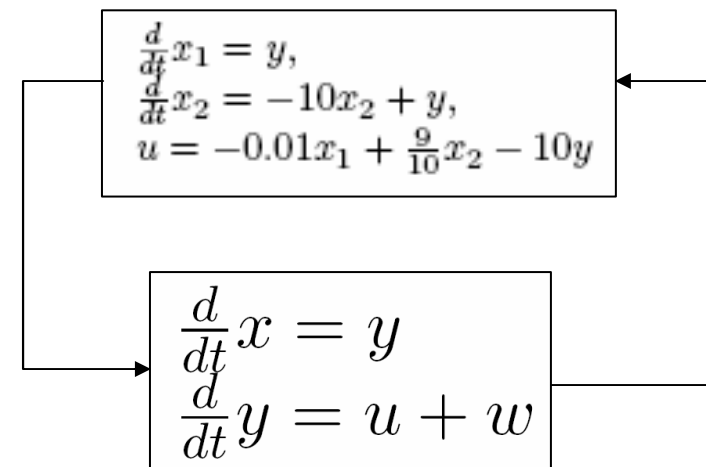 d/dt x₁ = y,
d/dt x₂ = −10x₂ + y,
u = −0.01x₁ + 9/10 x₂ − 10y
d/dt x = y
d/dt y = u + w